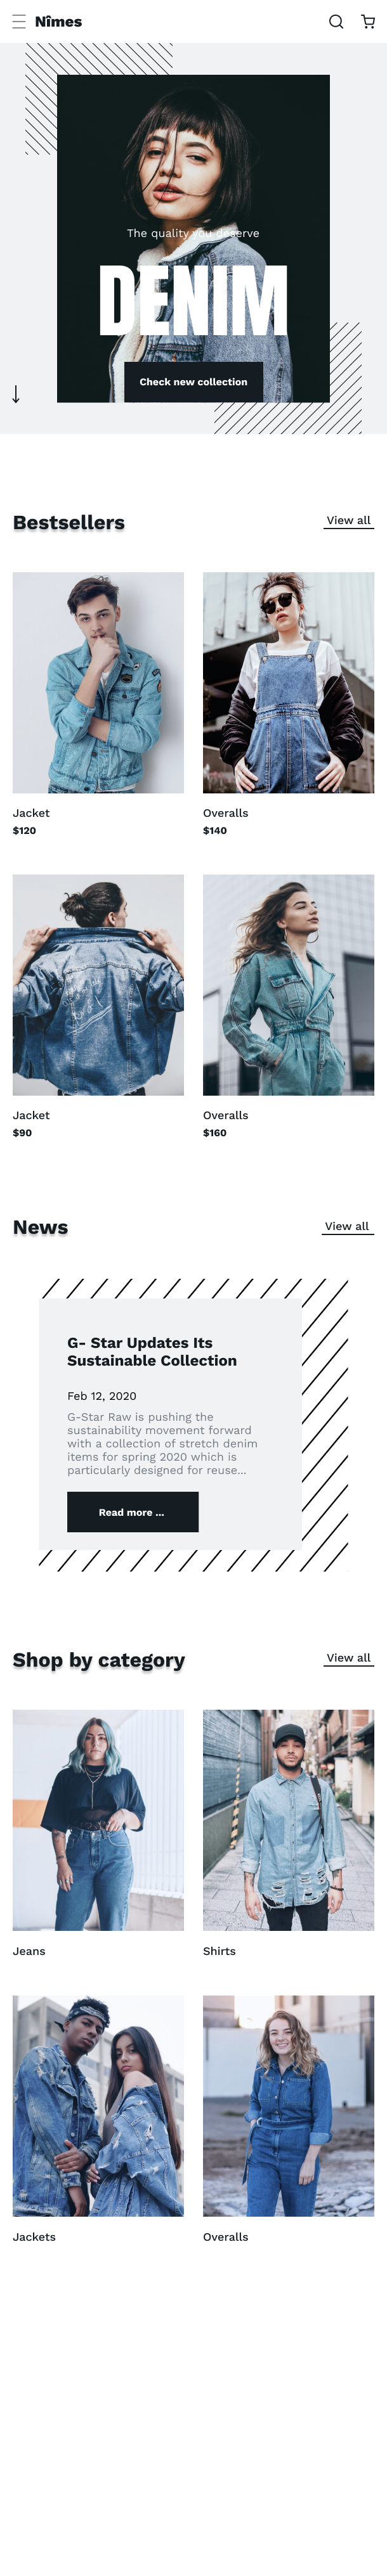 Nîmes
The quality you deserve
DENIM
Check new collection
Bestsellers
View all
Jacket
$120
Overalls
$140
Jacket
$90
Overalls
$160
News
View all
G- Star Updates Its
Sustainable Collection
Feb 12, 2020
G-Star Raw is pushing the
sustainability movement forward
with a collection of stretch denim
items for spring 2020 which is
particularly designed for reuse...
Read more ...
Shop by category
View all
Jeans
Shirts
Jackets
Overalls